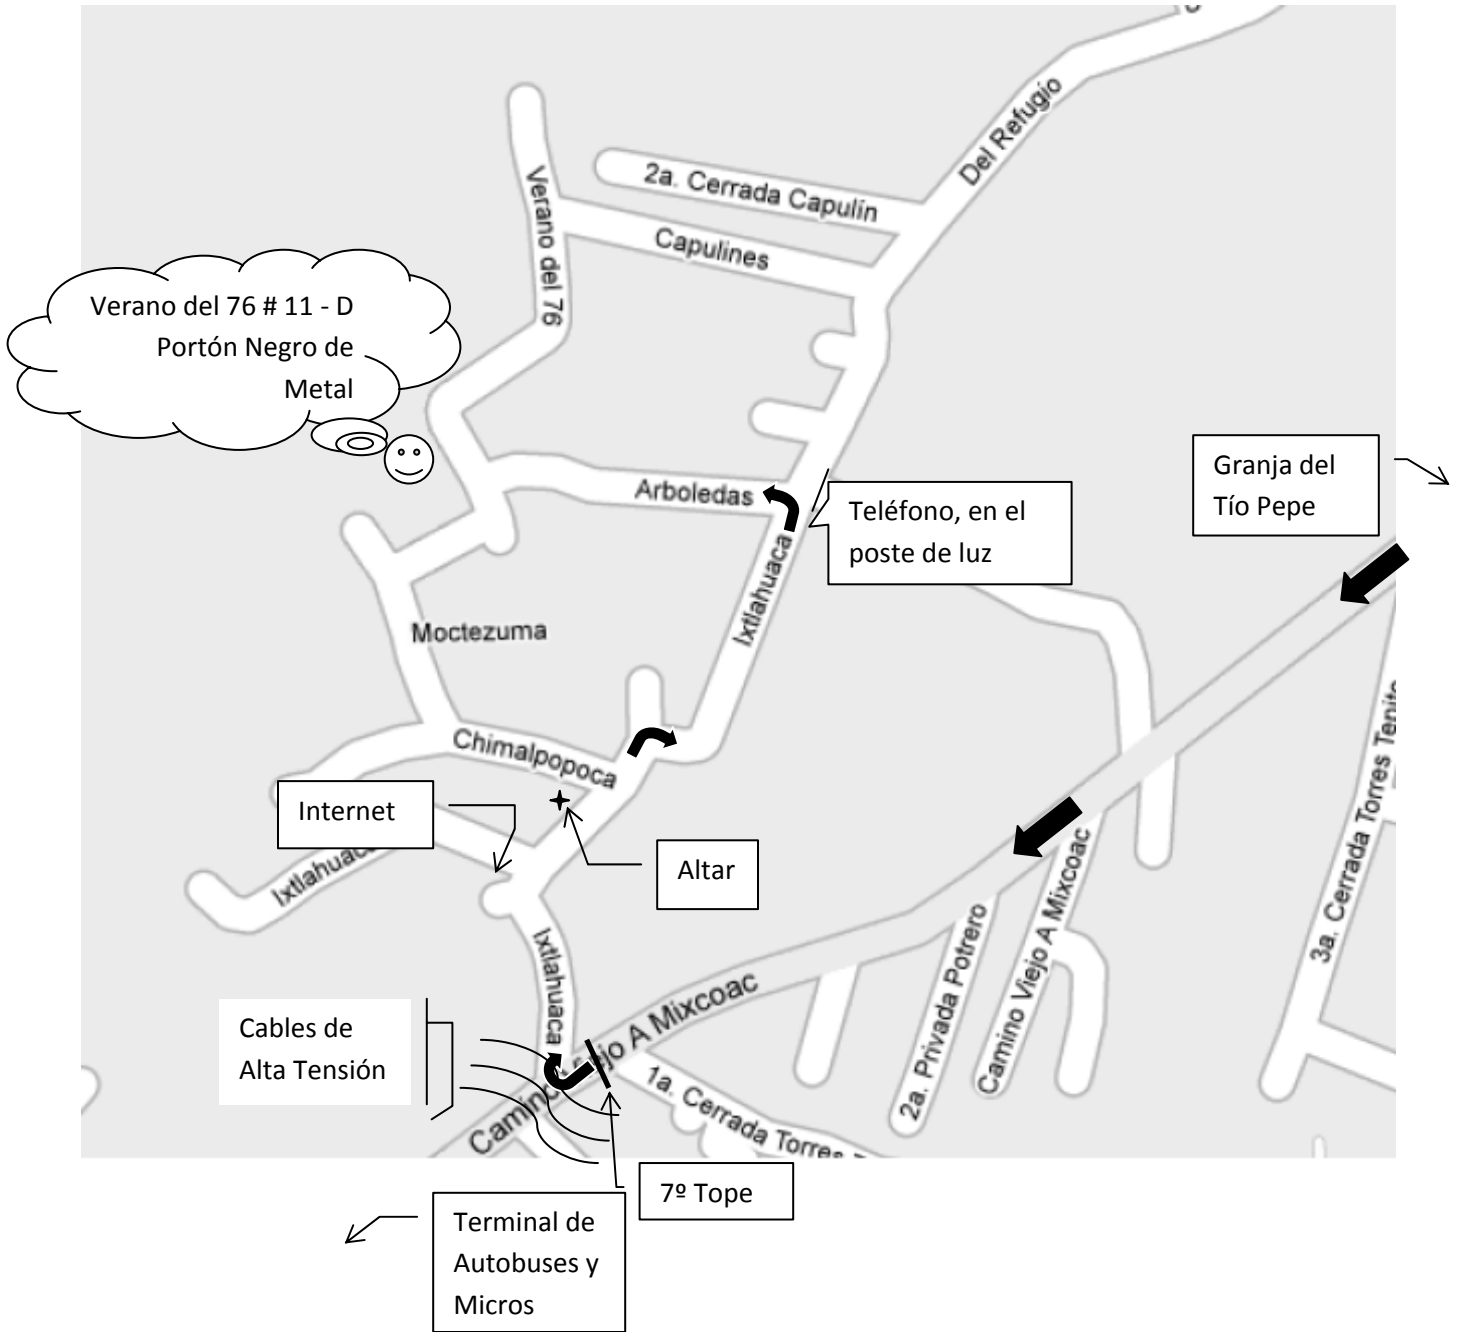 Del Refugio
2a. Cerrada Capulín
Verano del 76
Capulines
Verano del 76 # 11 - D
Portón Negro de
Metal
Granja del
Tío Pepe
Arboledas
Teléfono, en el
poste de luz
Ixtlahuaca
Moctezuma
Chimalpopoca
3a. Cerrada Torres Tepito
Internet
Altar
Ixtlahuaca
Ixtlahuaca
Camino Viejo A Mixcoac
2a. Privada Potrero
Camino Viejo A Mixcoac
Cables de
Alta Tensión
1a. Cerrada Torres
7º Tope
Terminal de
Autobuses y
Micros